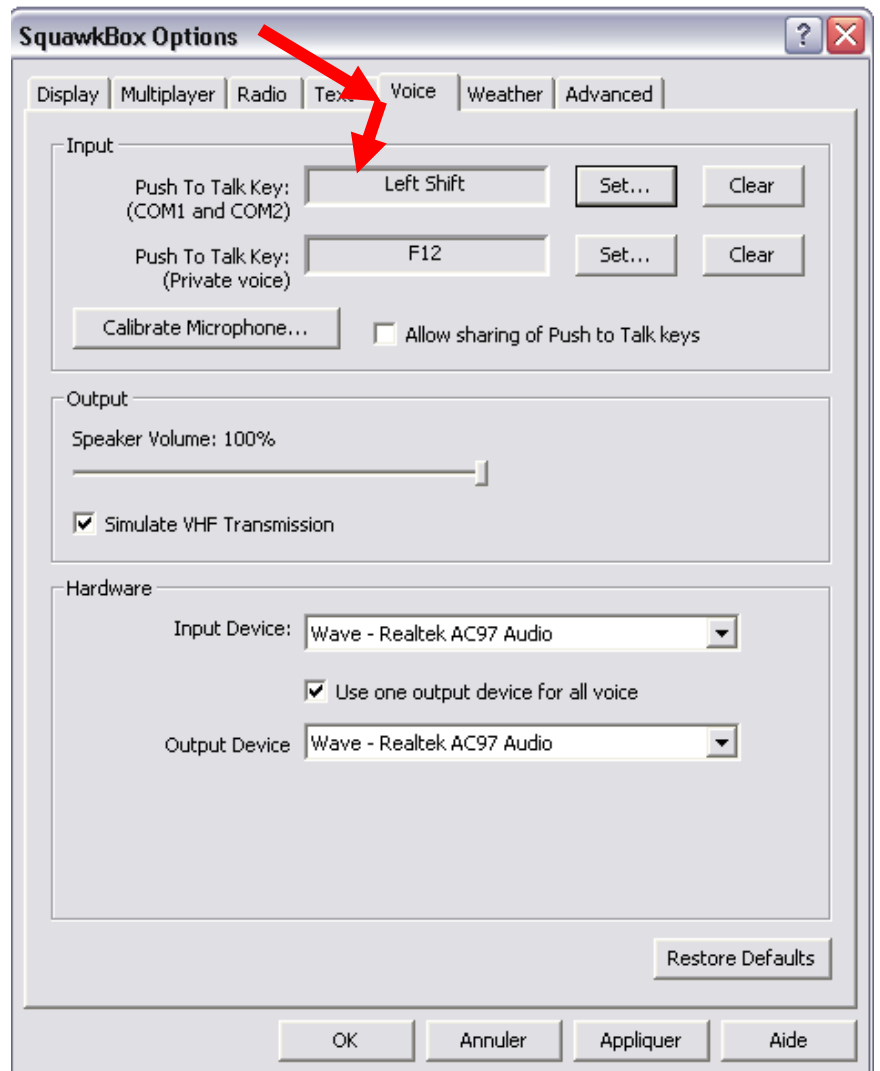 SquawkBox Options
Display Multiplayer Radio Text Voice Weather Advanced
Input
Push To Talk Key: Left Shift Set... Clear
(COM1 and COM2)
Push To Talk Key: F12 Set... Clear
(Private voice)
Calibrate Microphone... Allow sharing of Push to Talk keys
Output
Speaker Volume: 100%
Simulate VHF Transmission
Hardware
Input Device: Wave - Realtek AC97 Audio
Use one output device for all voice
Output Device Wave - Realtek AC97 Audio
Restore Defaults
OK Annuler Appliquer Aide